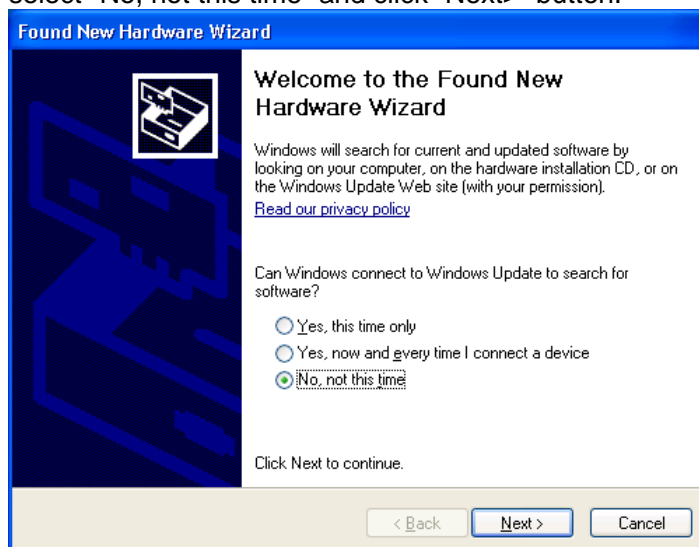 select "No, not this time" and click "Next>" button.
Found New Hardware Wizard
Welcome to the Found New
Hardware Wizard
Windows will search for current and updated software by
looking on your computer, on the hardware installation CD, or on
the Windows Update Web site (with your permission).
Read our privacy policy
Can Windows connect to Windows Update to search for
software?
Yes, this time only
Yes, now and every time I connect a device
No, not this time
Click Next to continue.
< Back
Next >
Cancel